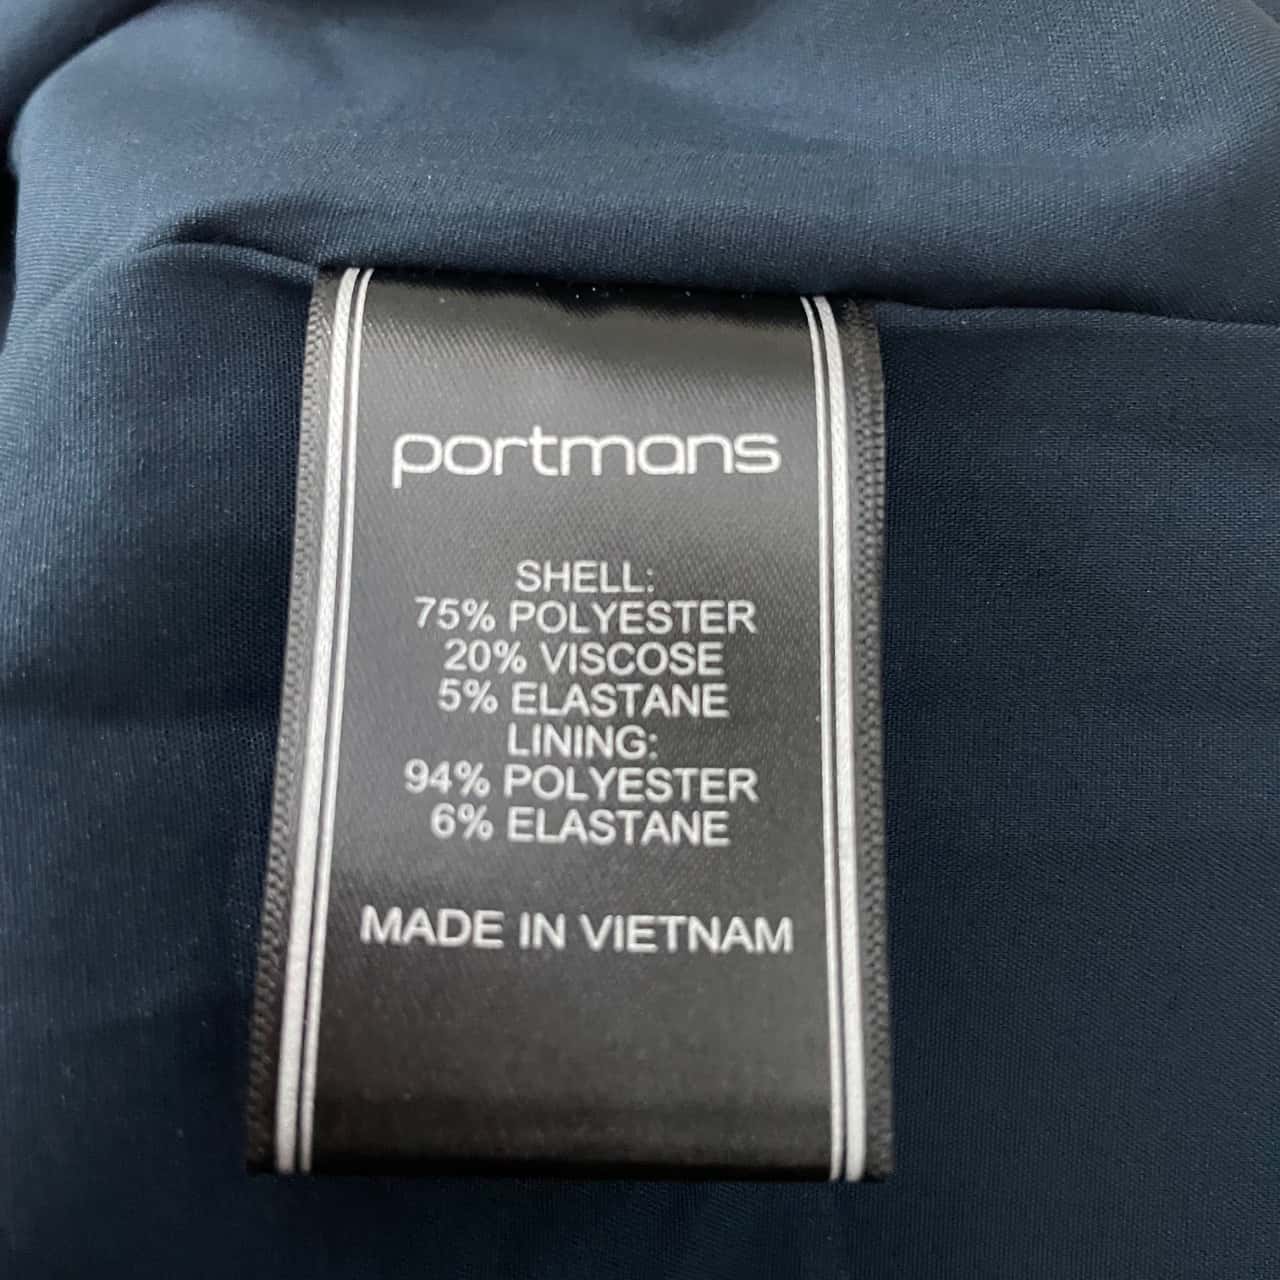 portmans
SHELL:
75% POLYESTER
20% VISCOSE
5% ELASTANE
LINING:
94% POLYESTER
6% ELASTANE
MADE IN VIETNAM